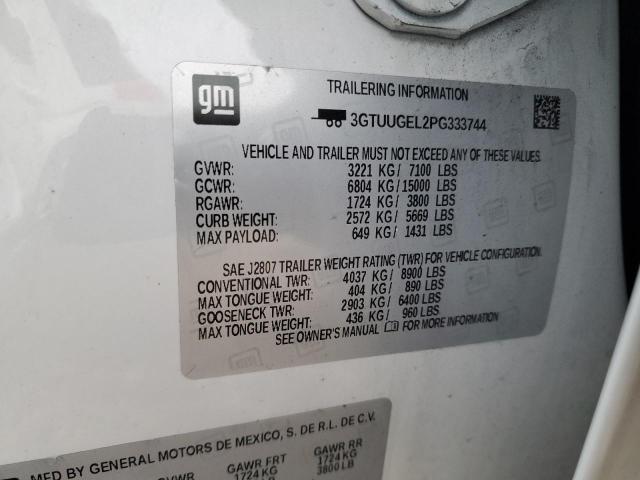 gm
TRAILERING INFORMATION
3GTUUGEL2PG333744
VEHICLE AND TRAILER MUST NOT EXCEED ANY OF THESE VALUES.
GVWR: 3221 KG/ 7100 LBS
GCWR: 6804 KG/15000 LBS
RGAWR: 1724 KG/ 3800 LBS
CURB WEIGHT: 2572 KG/ 5669 LBS
MAX PAYLOAD: 649 KG/ 1431 LBS
SAE J2807 TRAILER WEIGHT RATING (TWR) FOR VEHICLE CONFIGURATION.
CONVENTIONAL TWR: 4037 KG/ 8900 LBS
MAX TONGUE WEIGHT: 404 KG/ 890 LBS
GOOSENECK TWR: 2903 KG/ 6400 LBS
MAX TONGUE WEIGHT: 436 KG/ 960 LBS
SEE OWNER'S MANUAL FOR MORE INFORMATION
MFD BY GENERAL MOTORS DE MEXICO, S. DE R.L. DE C.V.
GVWR GAWR FRT GAWR RR
1724 KG 1724 KG
3800 LB